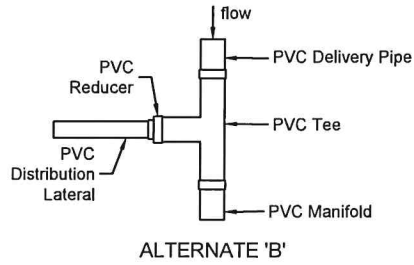 flow
PVC Delivery Pipe
PVC
Reducer
PVC Tee
PVC
Distribution
Lateral
PVC Manifold
ALTERNATE 'B'